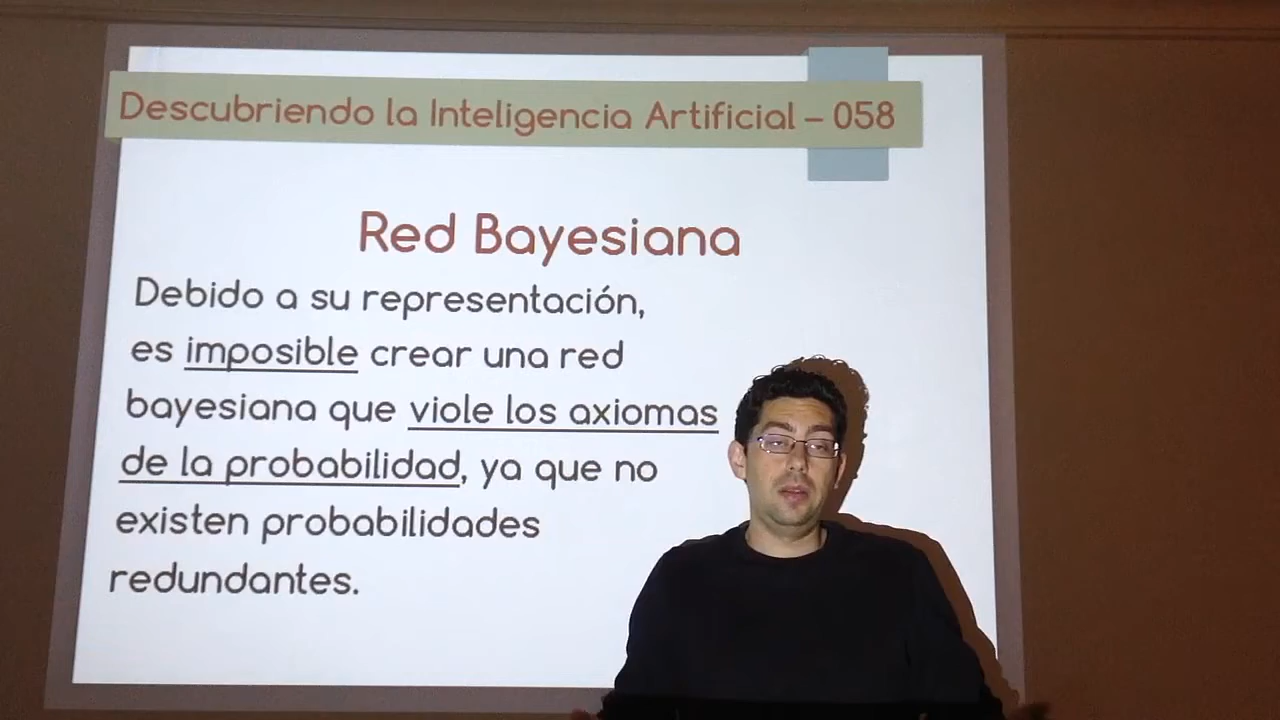 Descubriendo la Inteligencia Artificial – 058
Red Bayesiana
Debido a su representación,
es imposible crear una red
bayesiana que viole los axiomas
de la probabilidad, ya que no
existen probabilidades
redundantes.